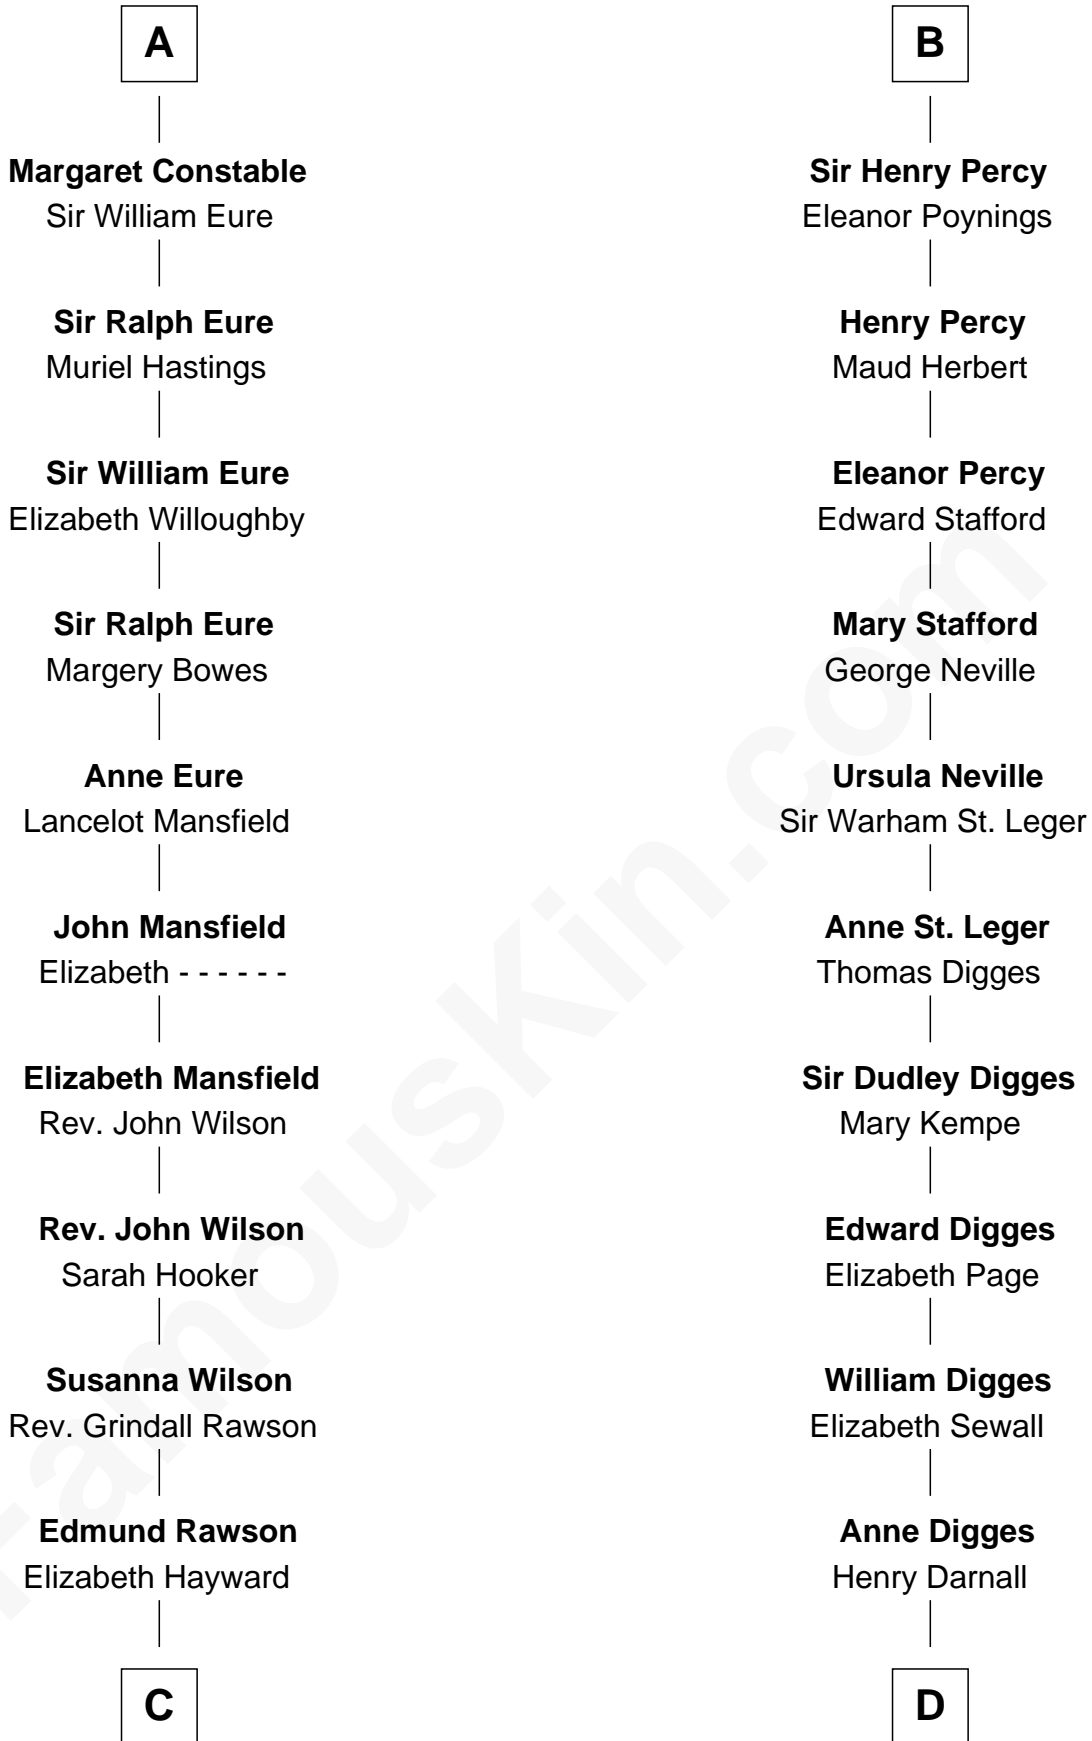 A
Margaret Constable
Sir William Eure
Sir Ralph Eure
Muriel Hastings
Sir William Eure
Elizabeth Willoughby
Sir Ralph Eure
Margery Bowes
Anne Eure
Lancelot Mansfield
John Mansfield
Elizabeth - - - - - -
Elizabeth Mansfield
Rev. John Wilson
Rev. John Wilson
Sarah Hooker
Susanna Wilson
Rev. Grindall Rawson
Edmund Rawson
Elizabeth Hayward
C
B
Sir Henry Percy
Eleanor Poynings
Henry Percy
Maud Herbert
Eleanor Percy
Edward Stafford
Mary Stafford
George Neville
Ursula Neville
Sir Warham St. Leger
Anne St. Leger
Thomas Digges
Sir Dudley Digges
Mary Kempe
Edward Digges
Elizabeth Page
William Digges
Elizabeth Sewall
Anne Digges
Henry Darnall
D
FamousKin.com